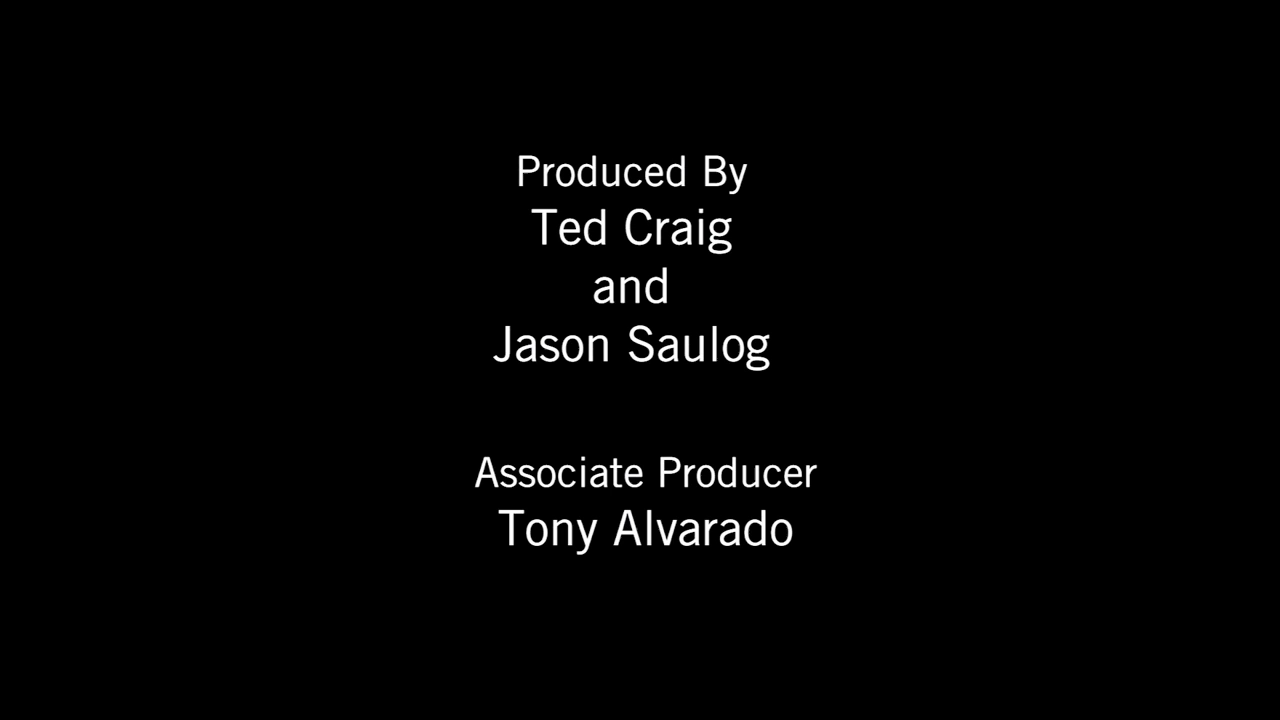 Produced By
Ted Craig
and
Jason Saulog
Associate Producer
Tony Alvarado